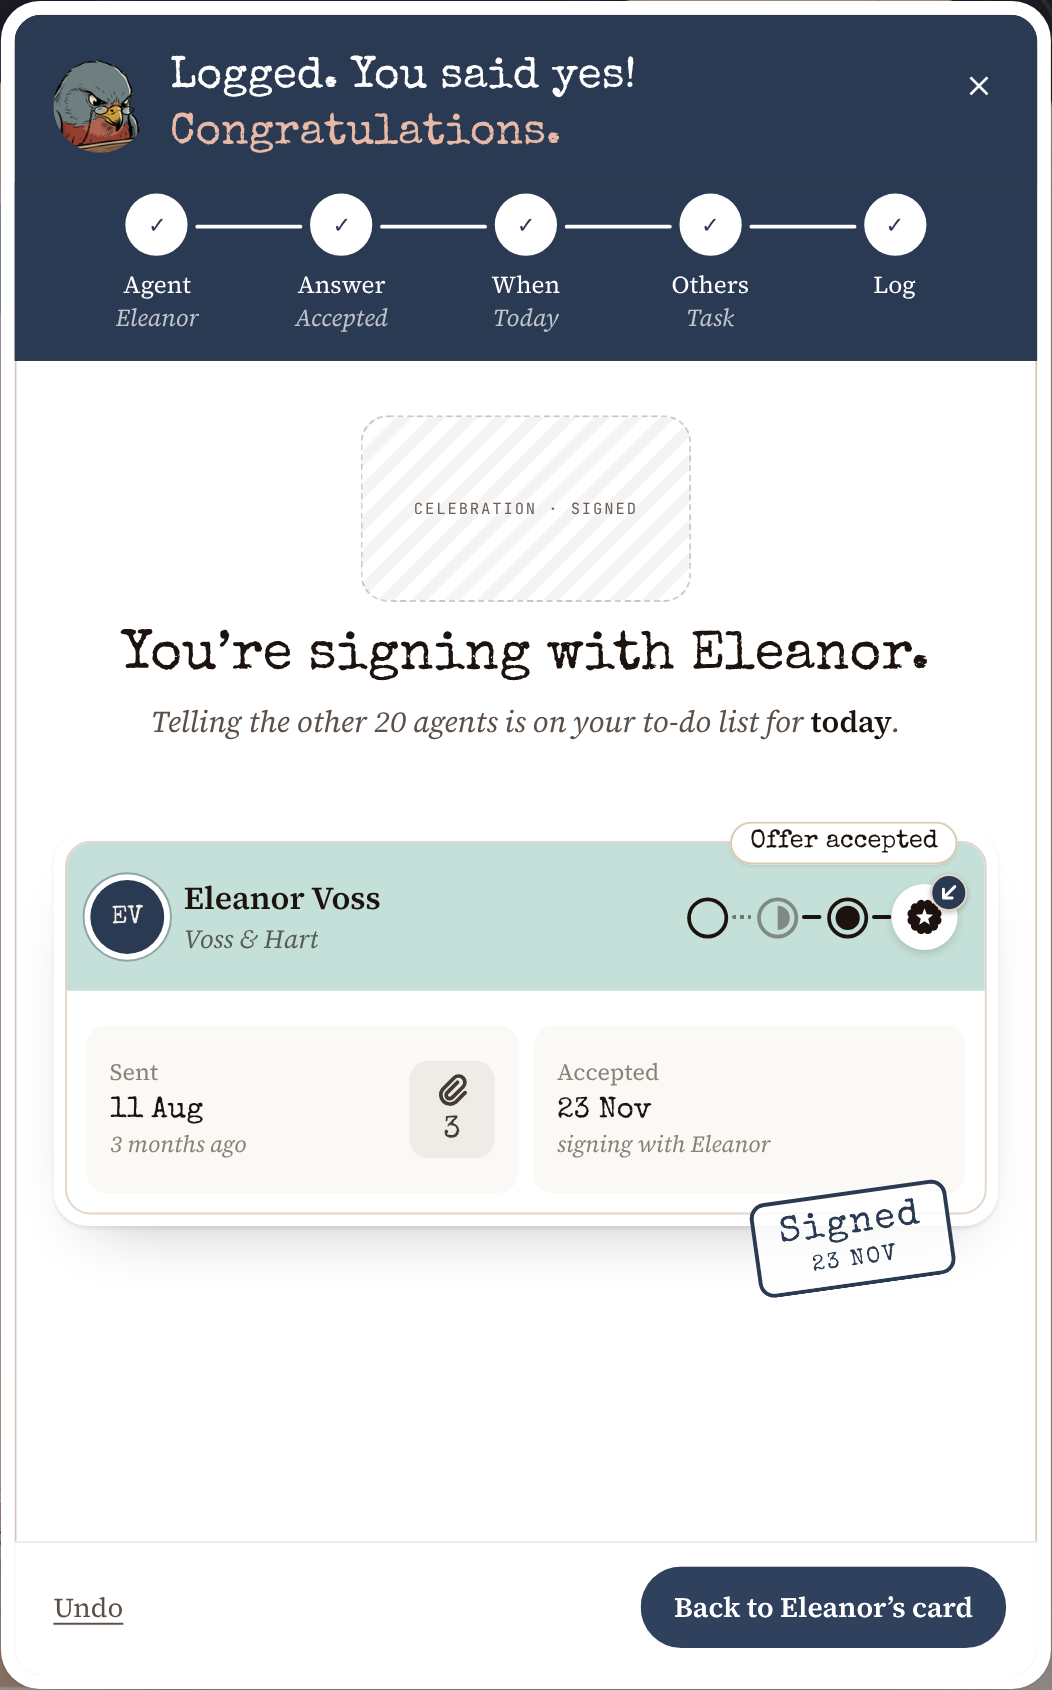 Logged. You said yes!
Congratulations.
✓ ✓ ✓ ✓ ✓
Agent Answer When Others Log
Eleanor Accepted Today Task
CELEBRATION · SIGNED
You’re signing with Eleanor.
Telling the other 20 agents is on your to-do list for today.
Offer accepted
EV
Eleanor Voss
Voss & Hart
Sent
11 Aug
3 months ago
3
Accepted
23 Nov
signing with Eleanor
Signed
23 NOV
Undo
Back to Eleanor’s card